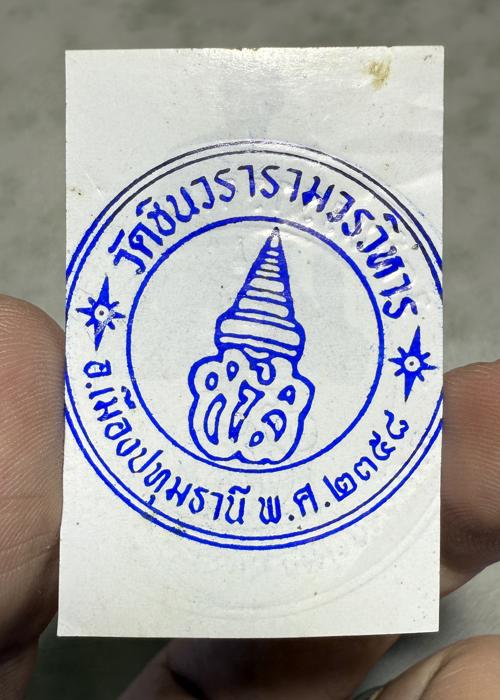 วัดชินวรารามวรวิหาร
อ.เมืองปทุมธานี พ.ศ.๒๓๕๘